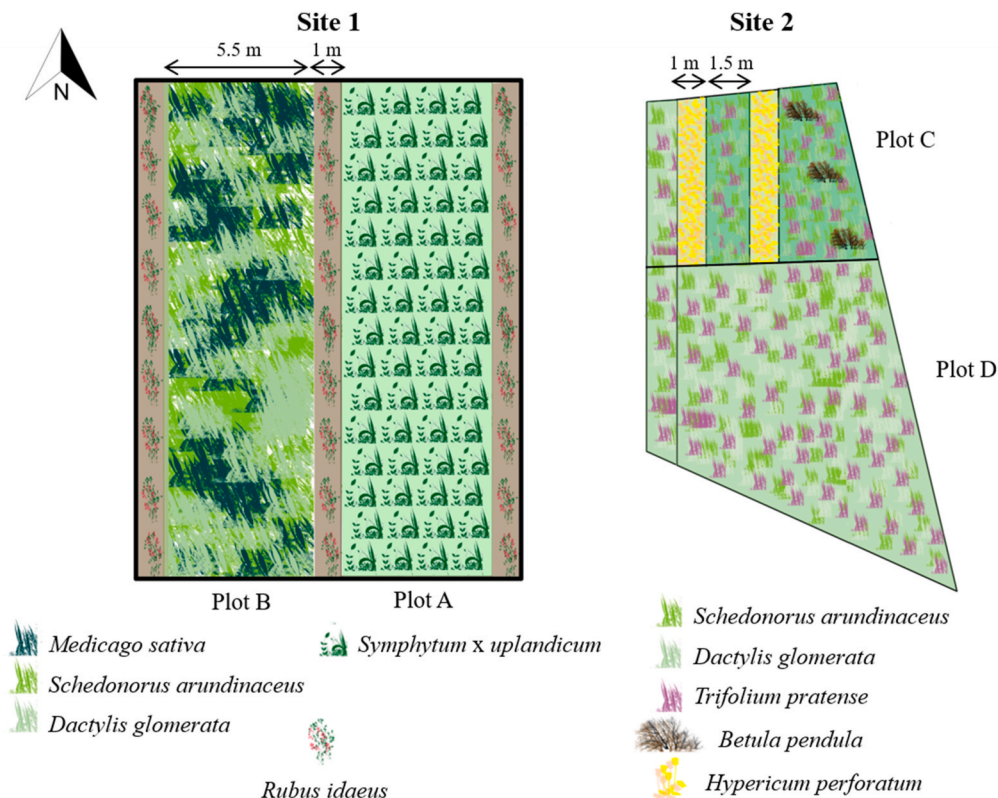 Site 1
Site 2
5.5 m
1 m
1 m
1.5 m
N
Plot C
Plot D
Plot B
Plot A
Medicago sativa
Schedonorus arundinaceus
Dactylis glomerata
Symphytum x uplandicum
Rubus idaeus
Schedonorus arundinaceus
Dactylis glomerata
Trifolium pratense
Betula pendula
Hypericum perforatum